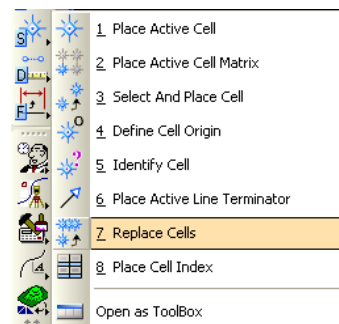 S
1 Place Active Cell
2 Place Active Cell Matrix
D
3 Select And Place Cell
F
4 Define Cell Origin
5 Identify Cell
6 Place Active Line Terminator
7 Replace Cells
A
8 Place Cell Index
Open as ToolBox